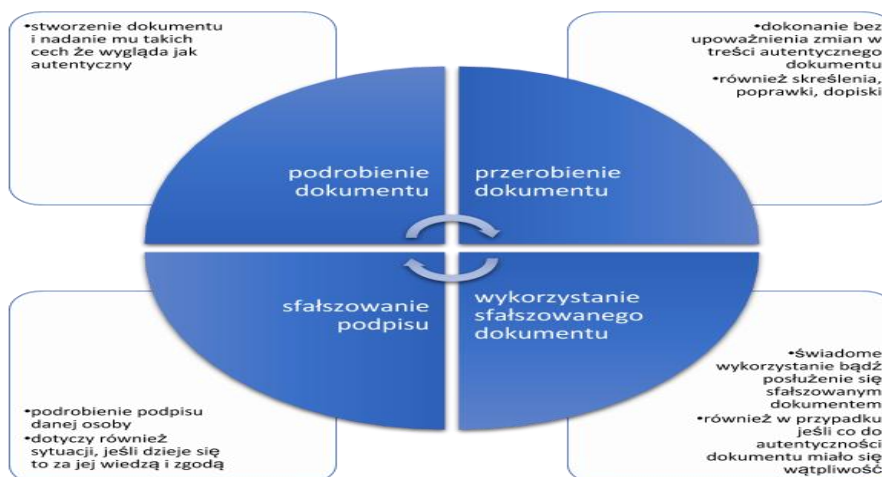 •stworzenie dokumentu
i nadanie mu takich
cech że wygląda jak
autentyczny
•dokonanie bez
upoważnienia zmian w
treści autentycznego
dokumentu
•również skreślenia,
poprawki, dopiski
podrobienie
dokumentu
przerobienie
dokumentu
sfałszowanie
podpisu
wykorzystanie
sfałszowanego
dokumentu
•podrobienie podpisu
danej osoby
•dotyczy również
sytuacji, jeśli dzieje się
to za jej wiedzą i zgodą
•świadome
wykorzystanie bądź
posłużenie się
sfałszowanym
dokumentem
•również w przypadku
jeśli co do
autentyczności
dokumentu miało się
wątpliwość